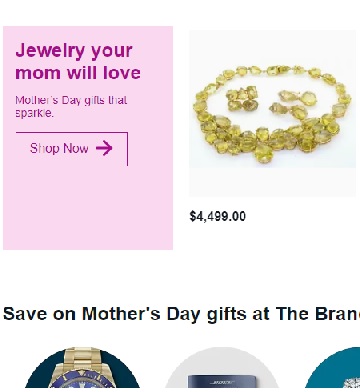 Jewelry your
mom will love
Mother's Day gifts that
sparkle.
Shop Now
$4,499.00
Save on Mother's Day gifts at The Bran